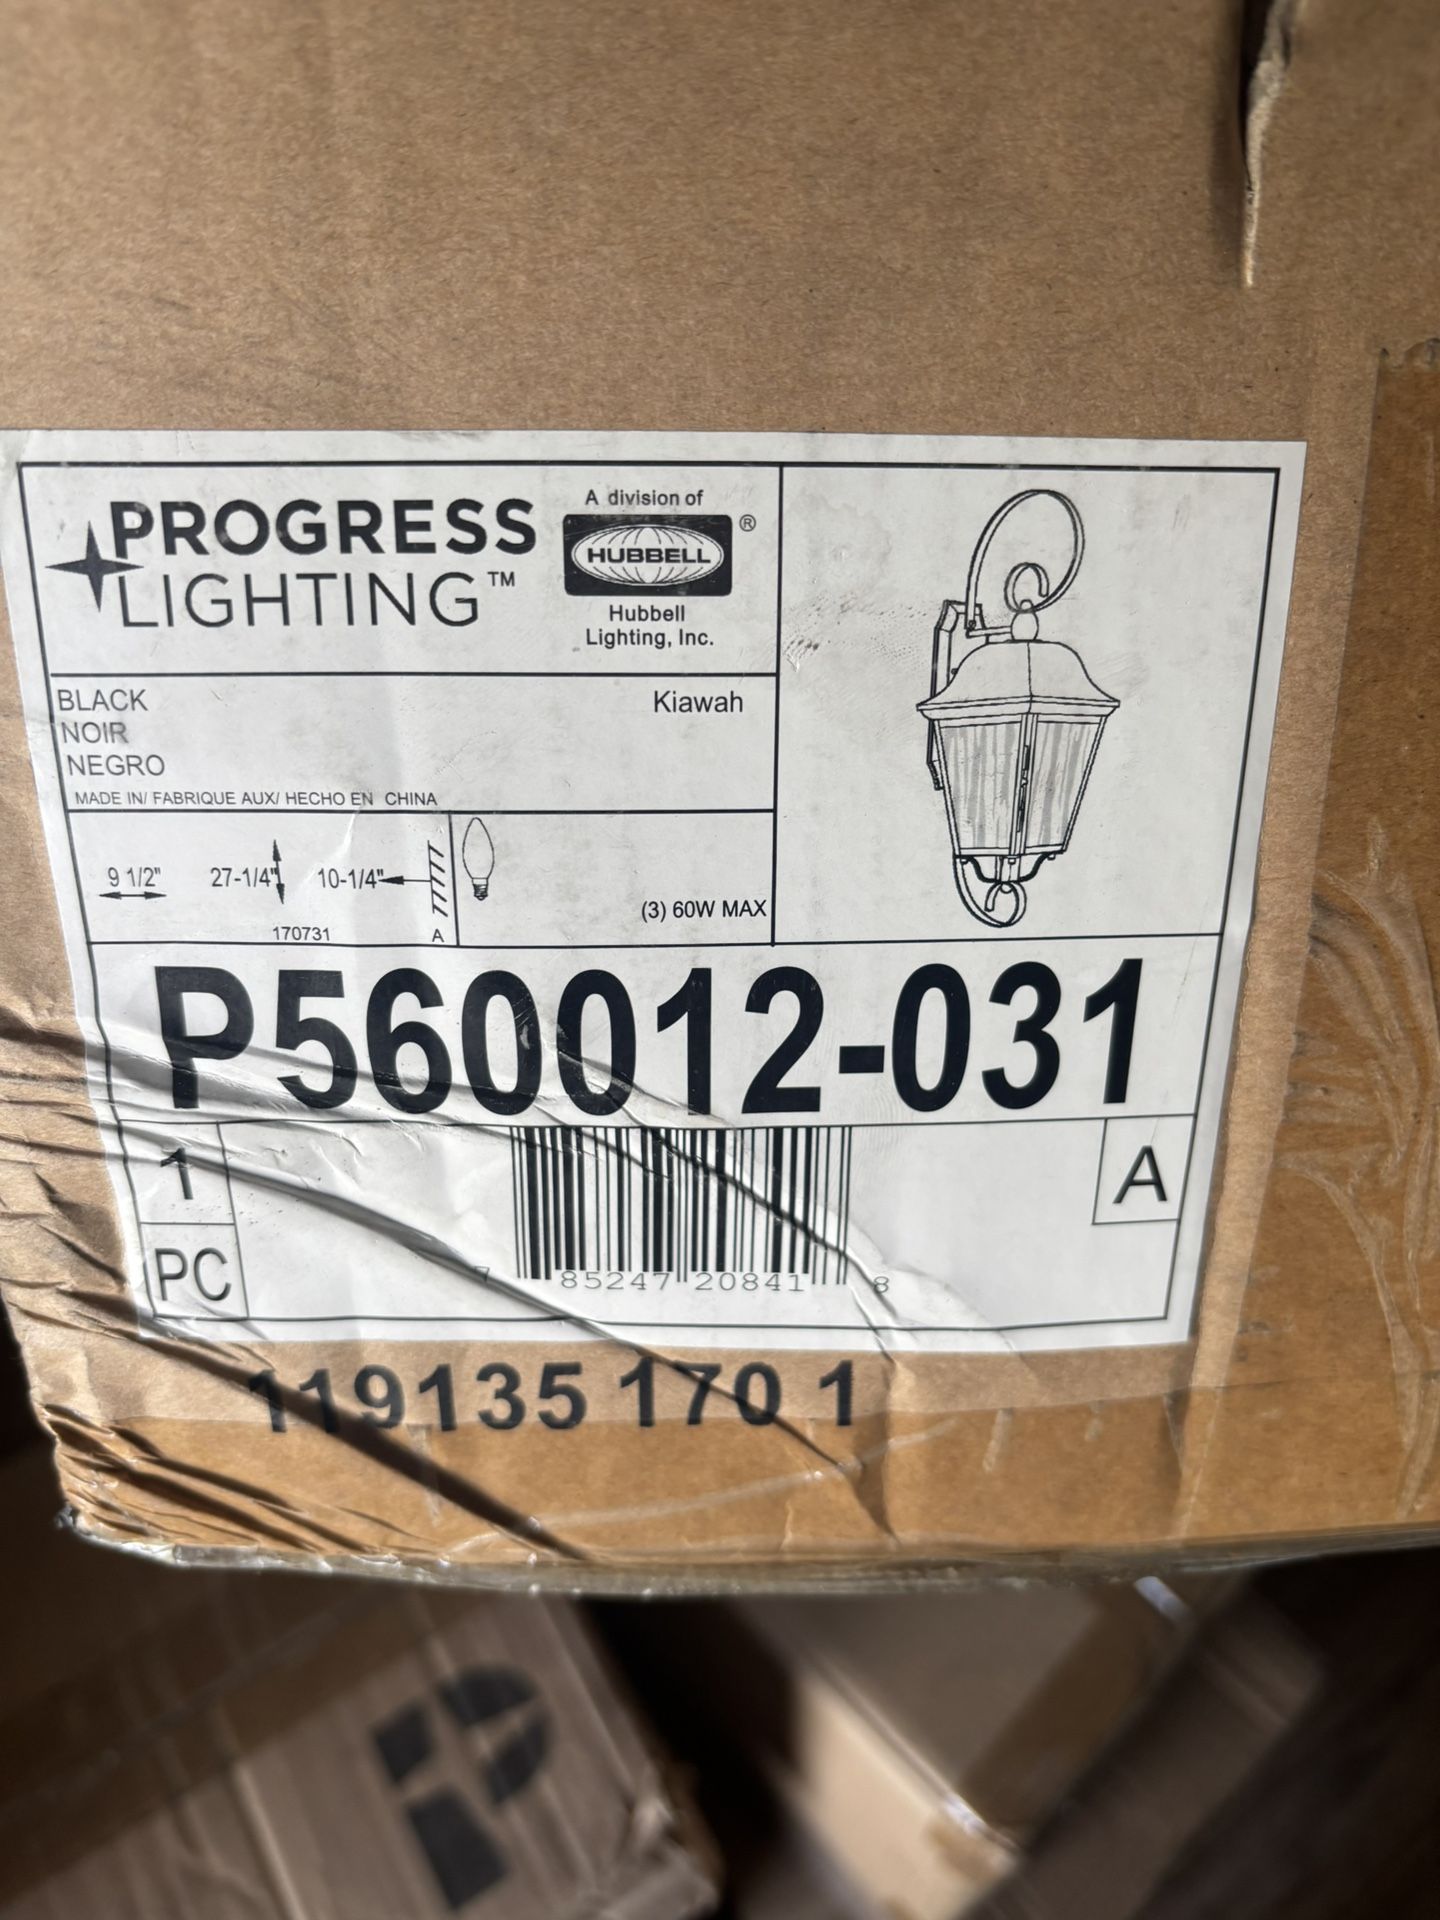 PROGRESS
LIGHTING™
A division of
HUBBELL®
Hubbell
Lighting, Inc.
BLACK
NOIR
NEGRO
Kiawah
MADE IN/ FABRIQUE AUX/ HECHO EN CHINA
9 1/2" 27-1/4" 10-1/4"
170731 A
(3) 60W MAX
P560012-031
1
PC
A
7 85247 20841 8
119135 170 1